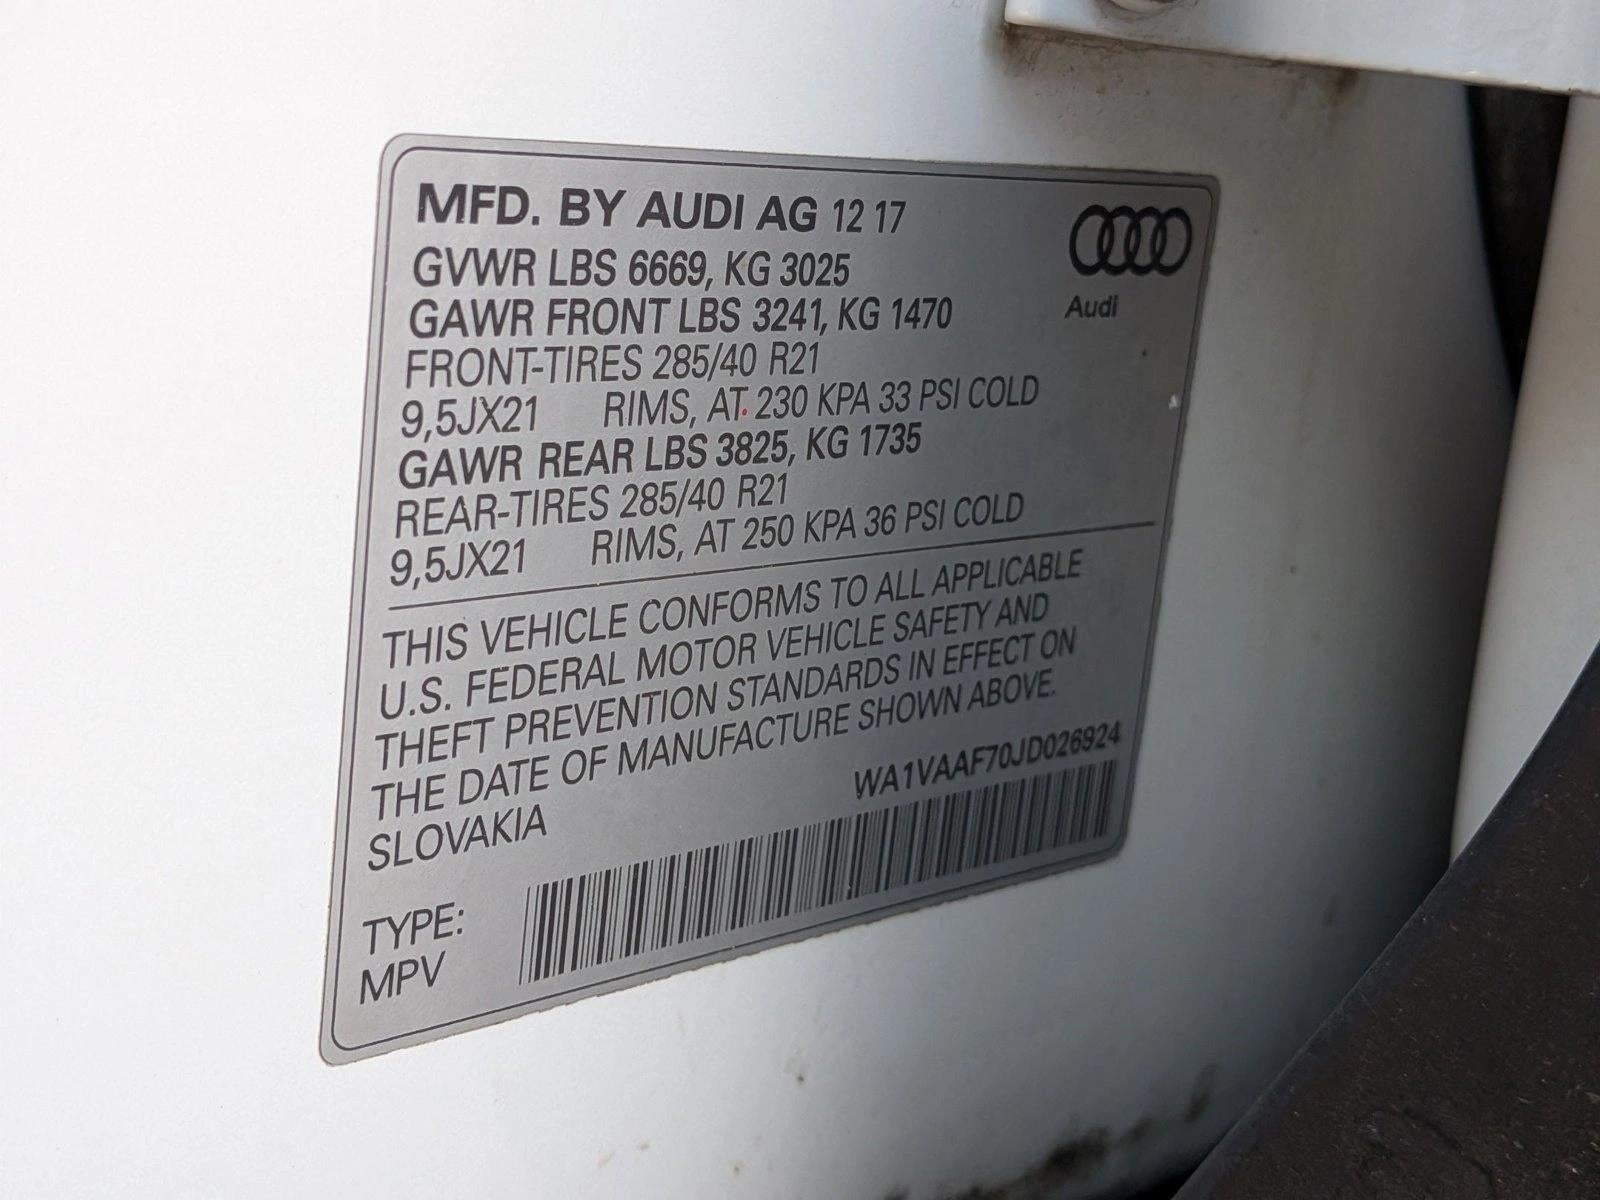 MFD. BY AUDI AG 12 17
GVWR LBS 6669, KG 3025
GAWR FRONT LBS 3241, KG 1470
Audi
FRONT-TIRES 285/40 R21
9,5JX21 RIMS, AT 230 KPA 33 PSI COLD
GAWR REAR LBS 3825, KG 1735
REAR-TIRES 285/40 R21
9,5JX21 RIMS, AT 250 KPA 36 PSI COLD
THIS VEHICLE CONFORMS TO ALL APPLICABLE
U.S. FEDERAL MOTOR VEHICLE SAFETY AND
THEFT PREVENTION STANDARDS IN EFFECT ON
THE DATE OF MANUFACTURE SHOWN ABOVE.
SLOVAKIA
WA1VAAF70JD026924
TYPE:
MPV